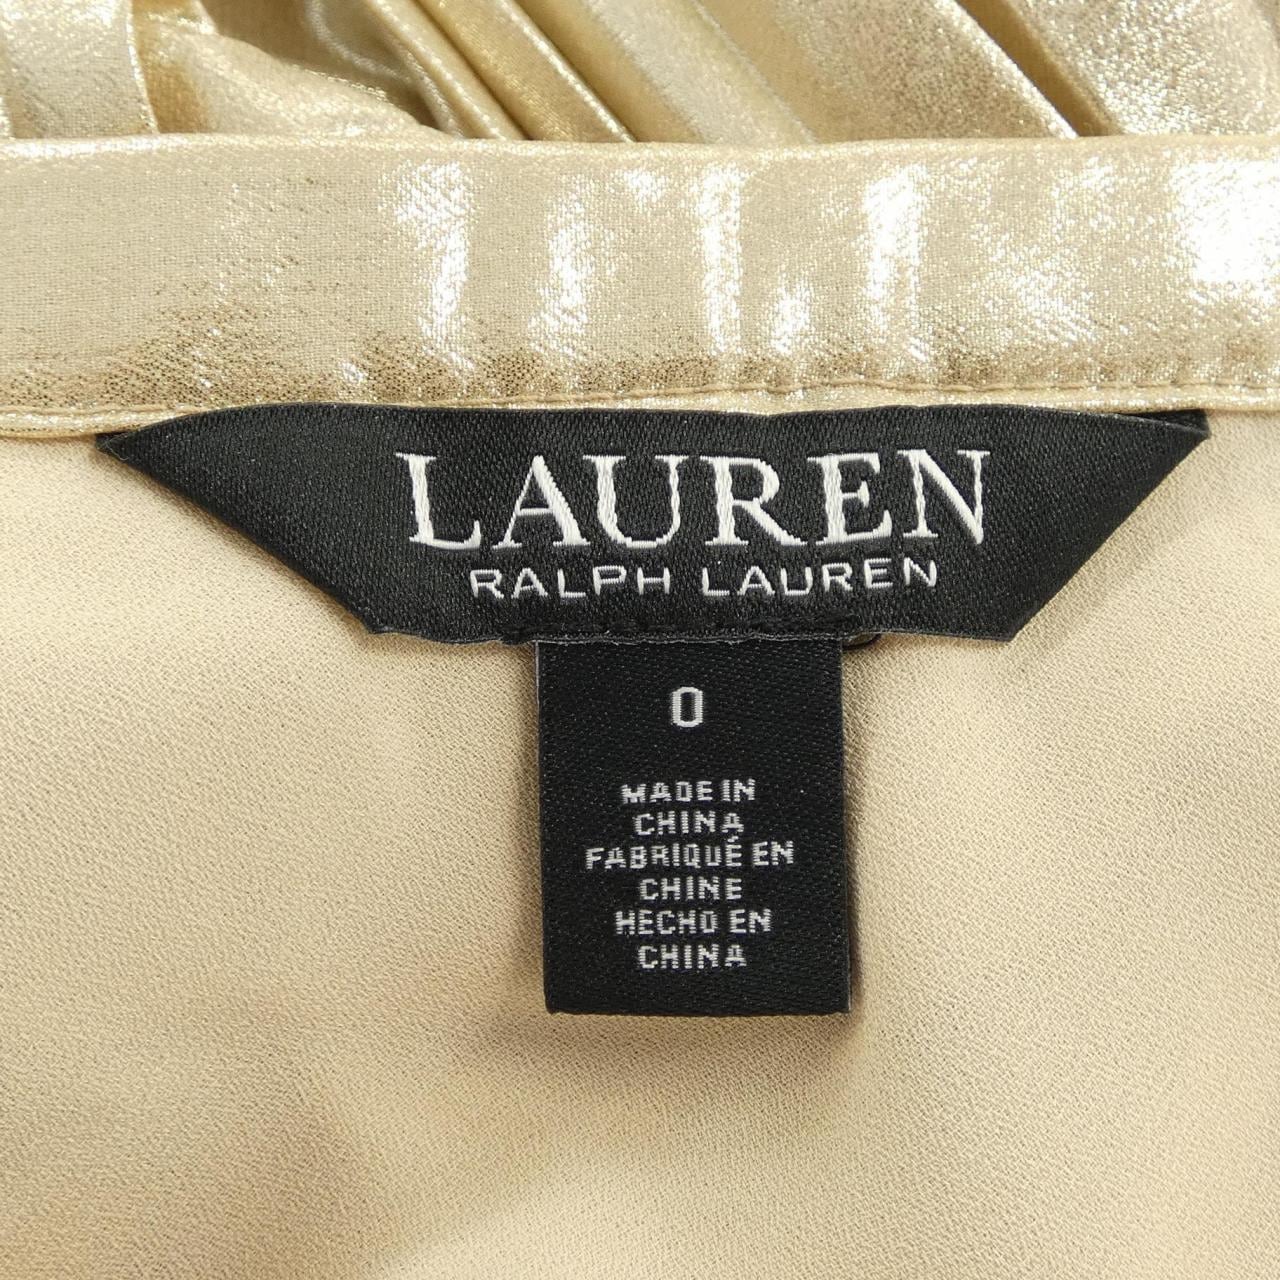 LAUREN
RALPH LAUREN
0
MADE IN
CHINA
FABRIQUÉ EN
CHINE
HECHO EN
CHINA